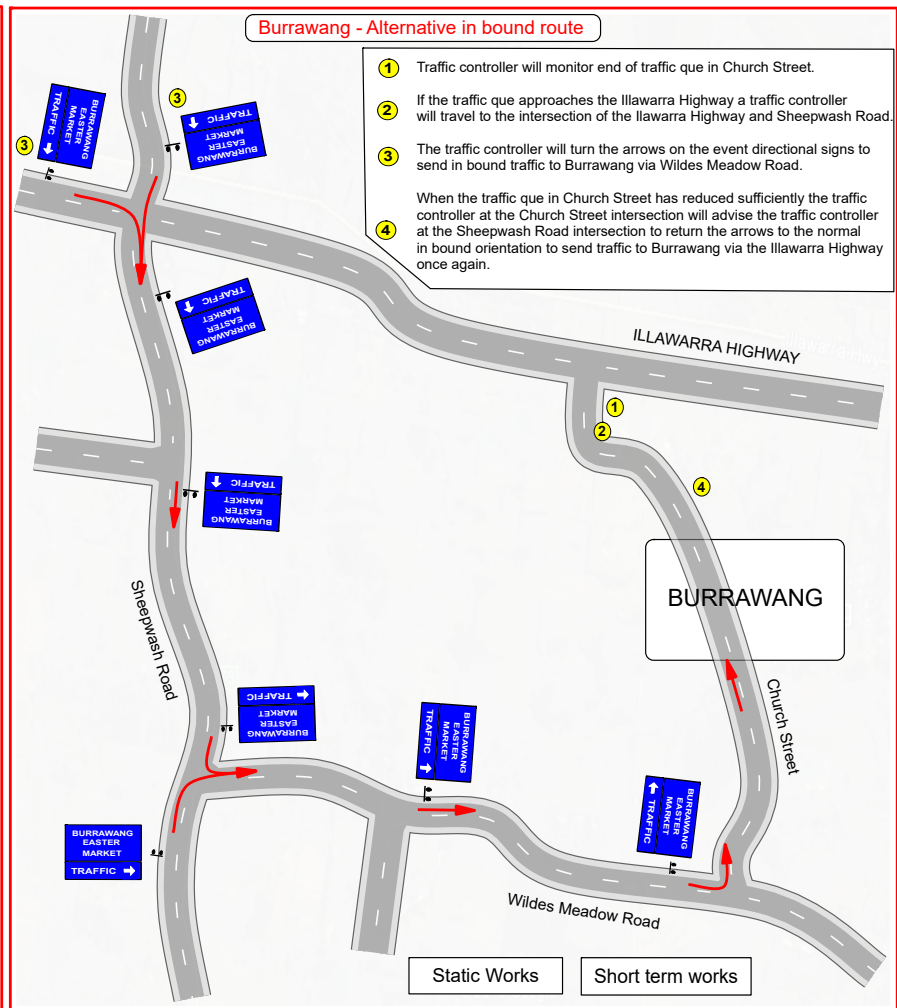 Burrawang - Alternative in bound route
1
Traffic controller will monitor end of traffic que in Church Street.
2
If the traffic que approaches the Illawarra Highway a traffic controller
will travel to the intersection of the Ilawarra Highway and Sheepwash Road.
3
The traffic controller will turn the arrows on the event directional signs to
send in bound traffic to Burrawang via Wildes Meadow Road.
4
When the traffic que in Church Street has reduced sufficiently the traffic
controller at the Church Street intersection will advise the traffic controller
at the Sheepwash Road intersection to return the arrows to the normal
in bound orientation to send traffic to Burrawang via the Illawarra Highway
once again.
3
BURRAWANG
EASTER
MARKET
TRAFFIC
3
BURRAWANG
EASTER
MARKET
TRAFFIC
BURRAWANG
EASTER
MARKET
TRAFFIC
ILLAWARRA HIGHWAY
Illawarra Hwy
1
2
4
BURRAWANG
EASTER
MARKET
TRAFFIC
BURRAWANG
Sheepwash Road
Church Street
BURRAWANG
EASTER
MARKET
TRAFFIC
BURRAWANG
EASTER
MARKET
TRAFFIC
BURRAWANG
EASTER
MARKET
TRAFFIC
BURRAWANG
EASTER
MARKET
TRAFFIC
Wildes Meadow Road
Static Works
Short term works